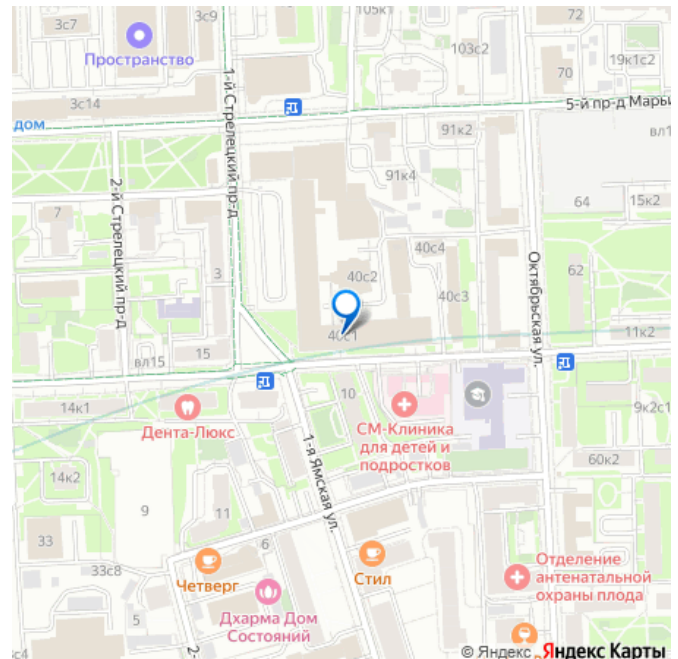 3с7
3с9
105к1
72
Пространство
103с2
19к1с2
70
1-й Стрелецкий пр-д
3с14
5-й пр-д Марьи
дом
91к2
вл1
2-й Стрелецкий пр-д
91к4
7
64
15к2
40с4
3
40с2
62
Октябрьская ул.
40с3
40с1
11к2
вл15
15
14к1
10
Дента-Люкс
СМ-Клиника
для детей и
подростков
9к2с1
1-я Ямская ул.
60к2
14к2
9
11
33
6
33с8
Четверг
Стил
Отделение
антенатальной
охраны плода
Дхарма Дом
Состояний
5
2-
© Яндекс Яндекс Карты